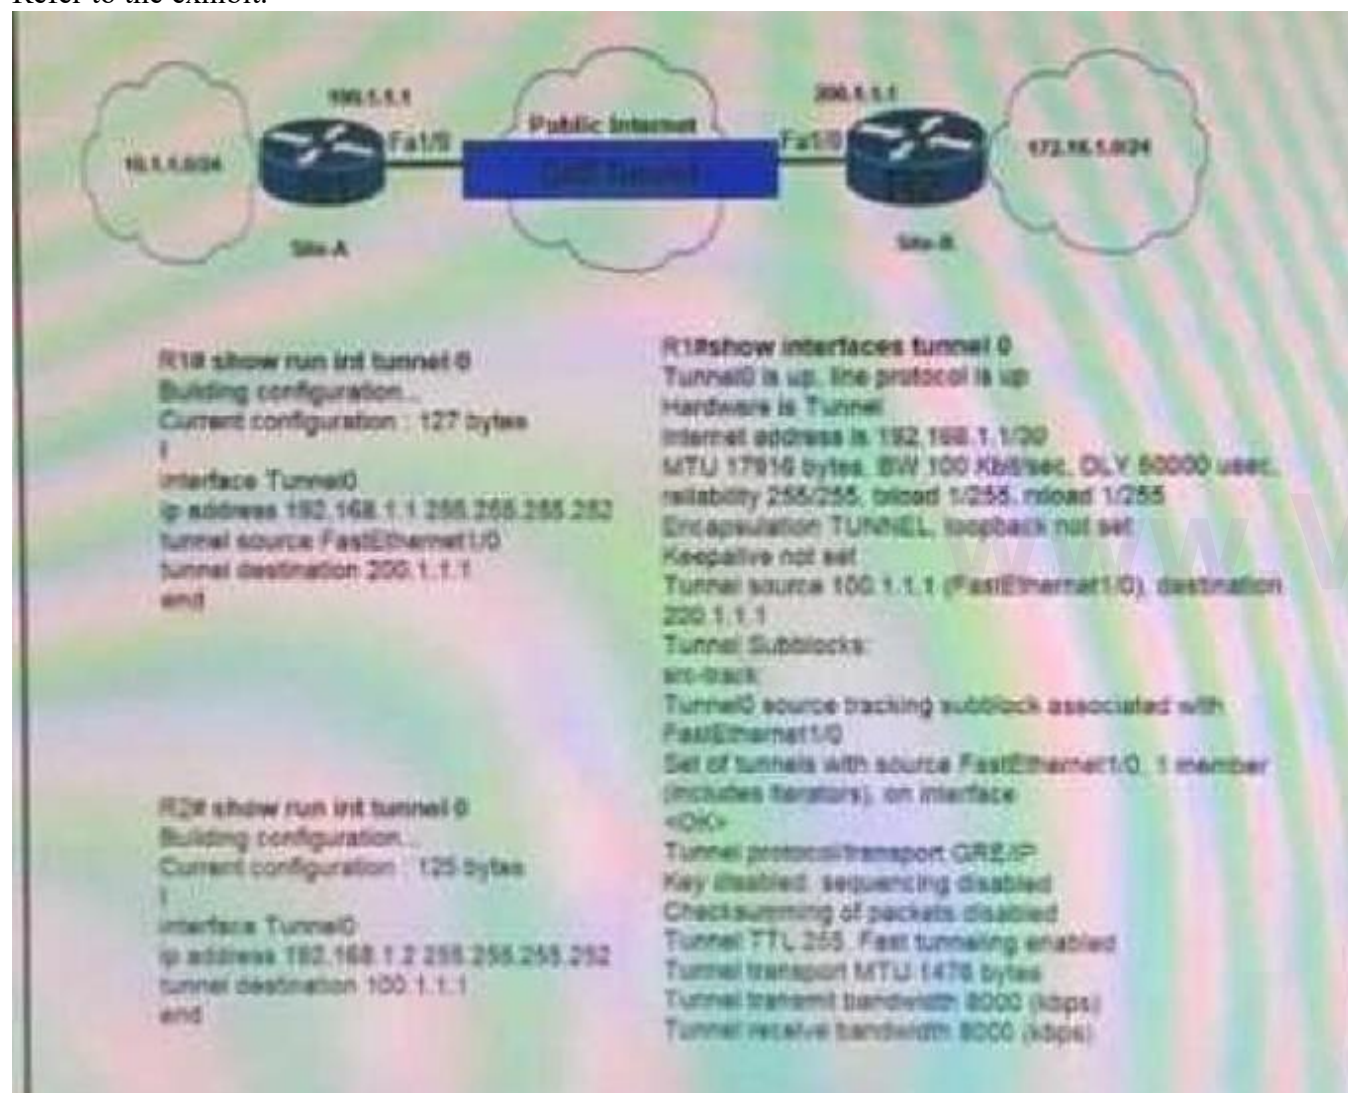 Refer to the exhibit.
100.1.1.1
200.1.1.1
Public Internet
Fa1/0
Fa1/0
10.1.1.0/24
172.16.1.0/24
Site-A
Site-B
R1# show run int tunnel 0
Building configuration...
Current configuration : 127 bytes
!
interface Tunnel0
ip address 192.168.1.1 255.255.255.252
tunnel source FastEthernet1/0
tunnel destination 200.1.1.1
end
R2# show run int tunnel 0
Building configuration...
Current configuration : 125 bytes
!
interface Tunnel0
ip address 192.168.1.2 255.255.255.252
tunnel destination 100.1.1.1
end
R1#show interfaces tunnel 0
Tunnel0 is up, line protocol is up
Hardware is Tunnel
Internet address is 192.168.1.1/30
MTU 17916 bytes, BW 100 Kbit/sec, DLY 50000 usec,
reliability 255/255, txload 1/255, rxload 1/255
Encapsulation TUNNEL, loopback not set
Keepalive not set
Tunnel source 100.1.1.1 (FastEthernet1/0), destination
200.1.1.1
Tunnel Subblocks:
src-track:
Tunnel0 source tracking subblock associated with
FastEthernet1/0
Set of tunnels with source FastEthernet1/0, 1 member
(includes iterators), on interface
<OK>
Tunnel protocol/transport GRE/IP
Key disabled, sequencing disabled
Checksumming of packets disabled
Tunnel TTL 255, Fast tunneling enabled
Tunnel transport MTU 1476 bytes
Tunnel transmit bandwidth 8000 (kbps)
Tunnel receive bandwidth 8000 (kbps)